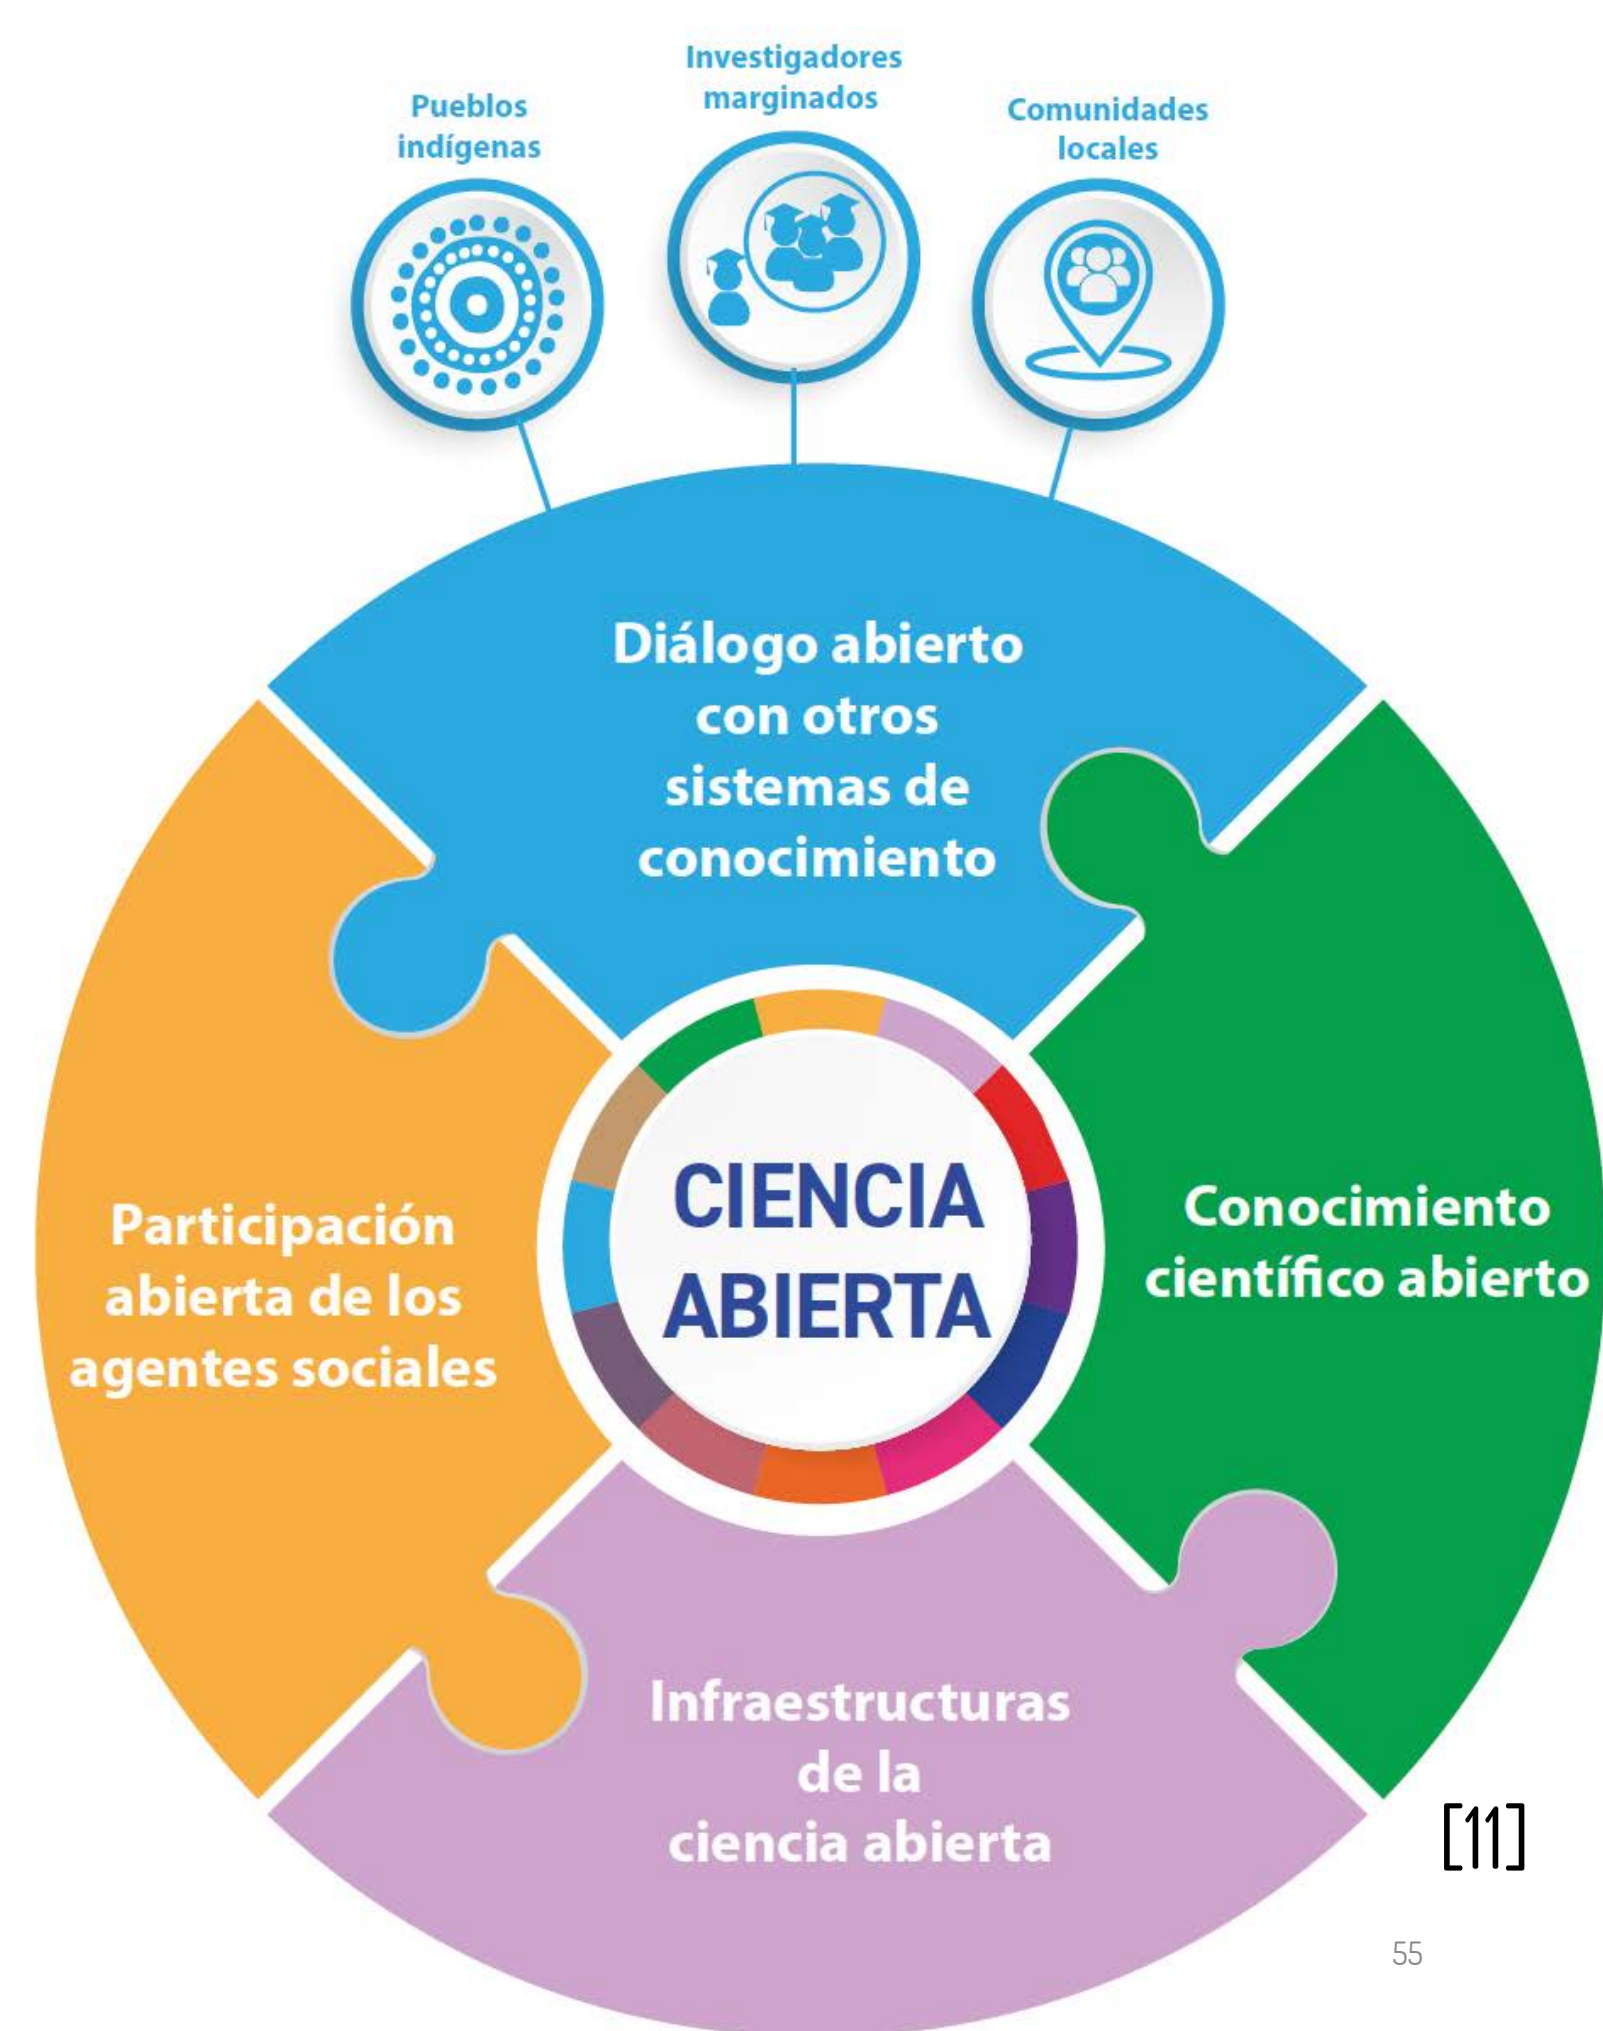 Investigadores
marginados
Pueblos
indígenas
Comunidades
locales
Diálogo abierto
con otros
sistemas de
conocimiento
CIENCIA
ABIERTA
Participación
abierta de los
agentes sociales
Conocimiento
científico abierto
Infraestructuras
de la
ciencia abierta
[11]
55